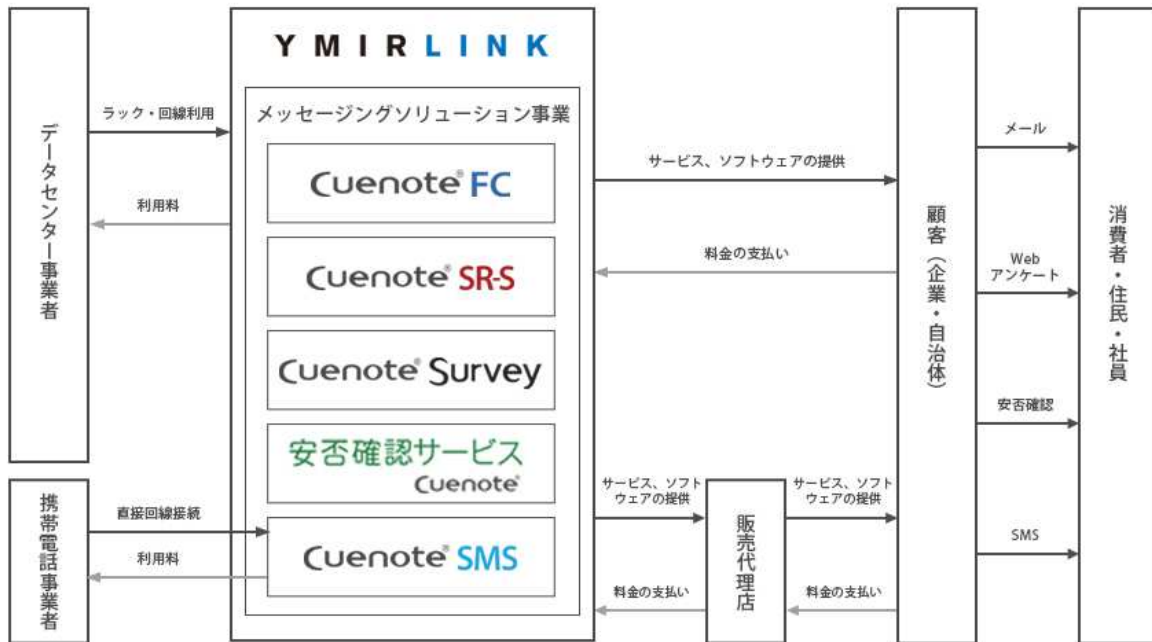 データセンター事業者
ラック・回線利用
利用料
携帯電話事業者
直接回線接続
利用料
YMIRLINK
メッセージングソリューション事業
Cuenote® FC
Cuenote® SR-S
Cuenote® Survey
安否確認サービス
Cuenote®
Cuenote® SMS
サービス、ソフトウェアの提供
料金の支払い
サービス、ソフト
ウェアの提供
料金の支払い
販売代理店
サービス、ソフト
ウェアの提供
料金の支払い
顧客（企業・自治体）
メール
Web
アンケート
安否確認
SMS
消費者・住民・社員